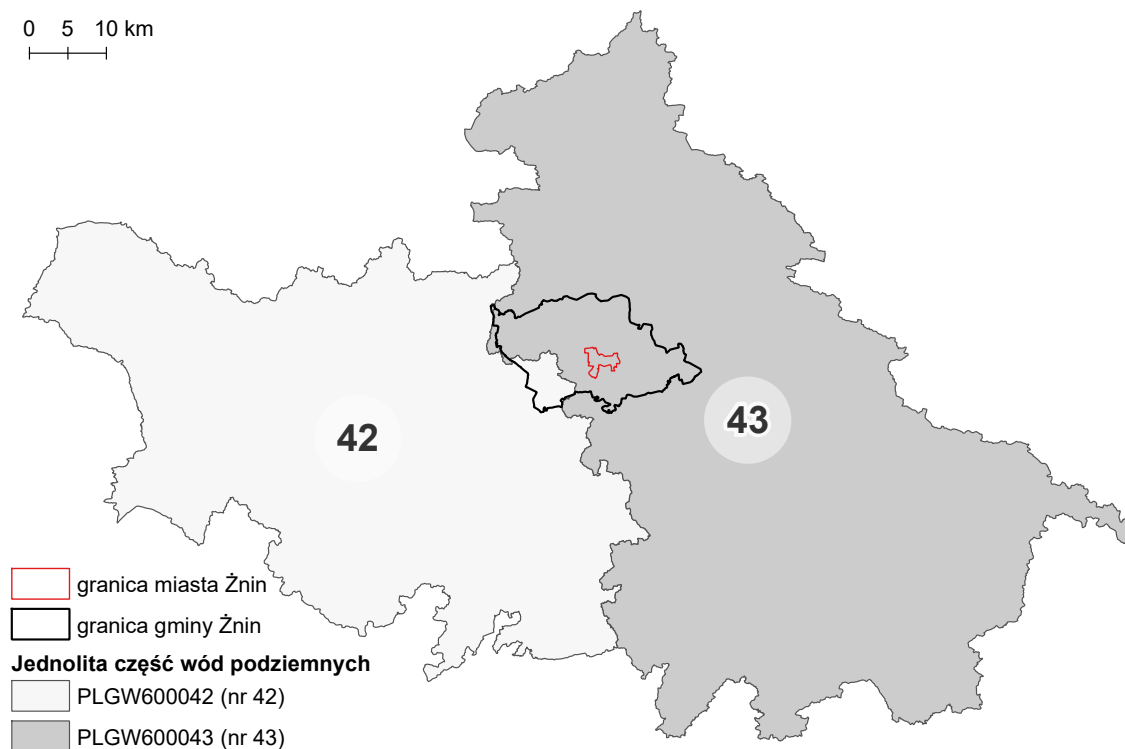 0 5 10 km
42
43
granica miasta Żnin
granica gminy Żnin
Jednolita część wód podziemnych
PLGW600042 (nr 42)
PLGW600043 (nr 43)